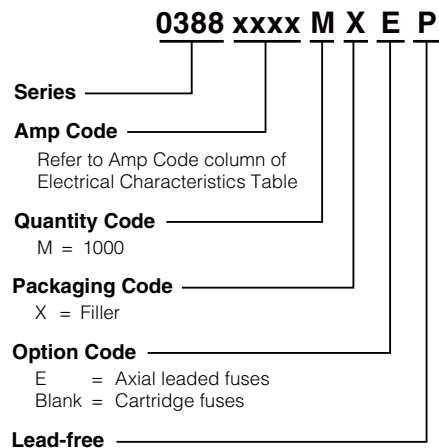 0388 xxxx M X E P
Series
Amp Code
Refer to Amp Code column of
Electrical Characteristics Table
Quantity Code
M = 1000
Packaging Code
X = Filler
Option Code
E = Axial leaded fuses
Blank = Cartridge fuses
Lead-free